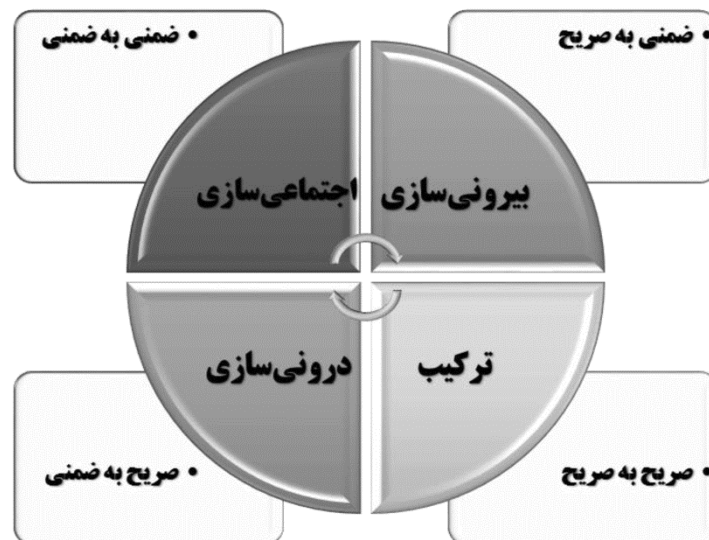 • ضمنی به صریح
• ضمنی به ضمنی
بیرونی‌سازی
اجتماعی‌سازی
ترکیب
درونی‌سازی
• صریح به صریح
• صریح به ضمنی